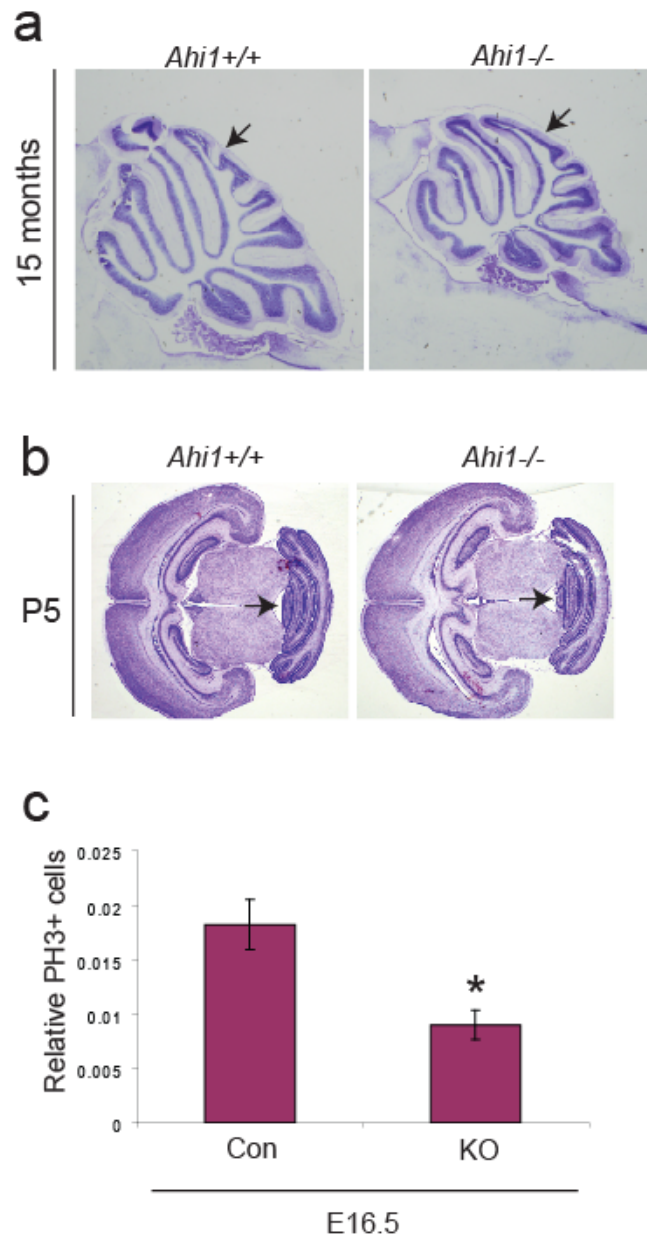 a
Ahi1+/+ Ahi1-/-
15 months
b
Ahi1+/+ Ahi1-/-
P5
c
Relative PH3+ cells
0.025
0.02
0.015
0.01
0.005
0
*
Con KO
E16.5